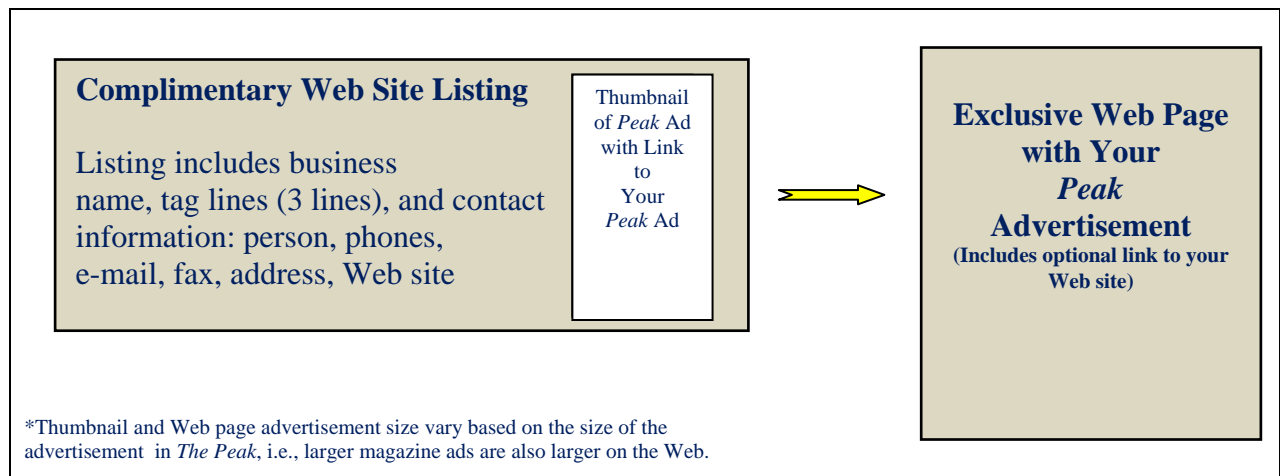 Complimentary Web Site Listing
Listing includes business
name, tag lines (3 lines), and contact
information: person, phones,
e-mail, fax, address, Web site
Thumbnail
of Peak Ad
with Link
to
Your
Peak Ad
Exclusive Web Page
with Your
Peak
Advertisement
(Includes optional link to your
Web site)
*Thumbnail and Web page advertisement size vary based on the size of the
advertisement in The Peak, i.e., larger magazine ads are also larger on the Web.